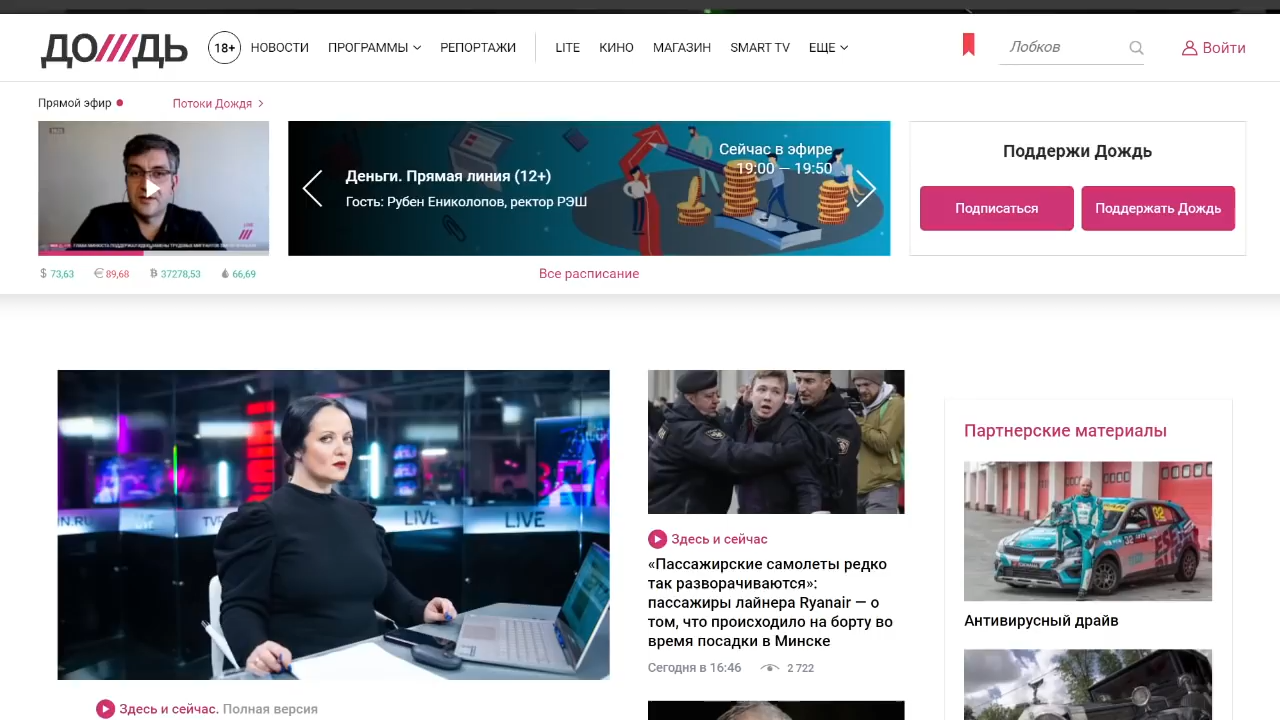 ДО///ДЬ
18+
НОВОСТИ
ПРОГРАММЫ
РЕПОРТАЖИ
LITE
КИНО
МАГАЗИН
SMART TV
ЕЩЕ
Лобков
Войти
Прямой эфир
Потоки Дождя
Деньги. Прямая линия (12+)
Гость: Рубен Ениколопов, ректор РЭШ
Сейчас в эфире
19:00 — 19:50
Поддержи Дождь
Подписаться
Поддержать Дождь
$ 73,63
€ 89,68
37278,53
66,69
Все расписание
LIVE
LIVE
Здесь и сейчас. Полная версия
Здесь и сейчас
«Пассажирские самолеты редко
так разворачиваются»:
пассажиры лайнера Ryanair — о
том, что происходило на борту во
время посадки в Минске
Сегодня в 16:46
2 722
Партнерские материалы
Антивирусный драйв